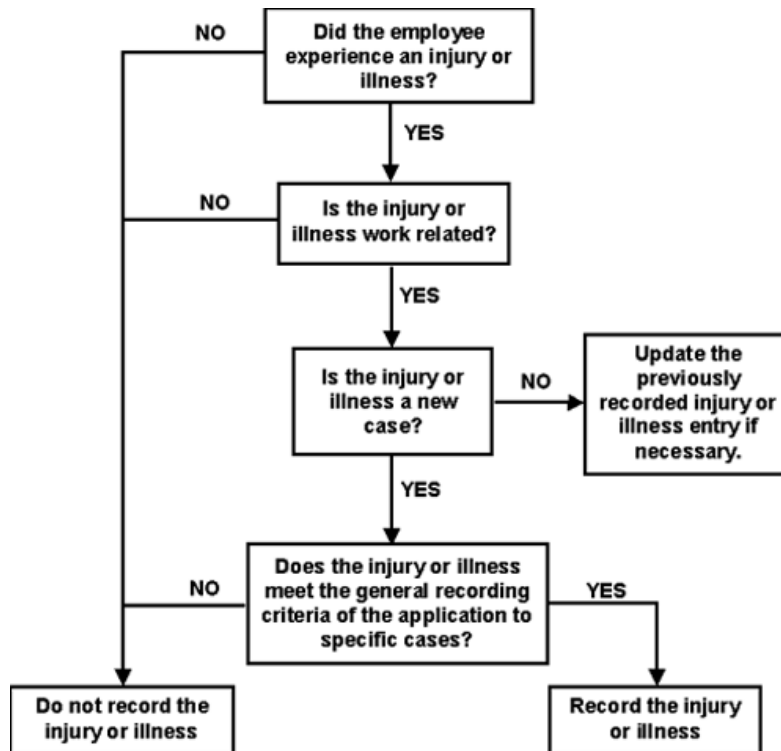 NO
Did the employee
experience an injury or
illness?
YES
NO
Is the injury or
illness work related?
YES
Is the injury or
illness a new
case?
NO
Update the
previously
recorded injury or
illness entry if
necessary.
YES
NO
Does the injury or illness
meet the general recording
criteria of the application to
specific cases?
YES
Do not record the
injury or illness
Record the injury
or illness